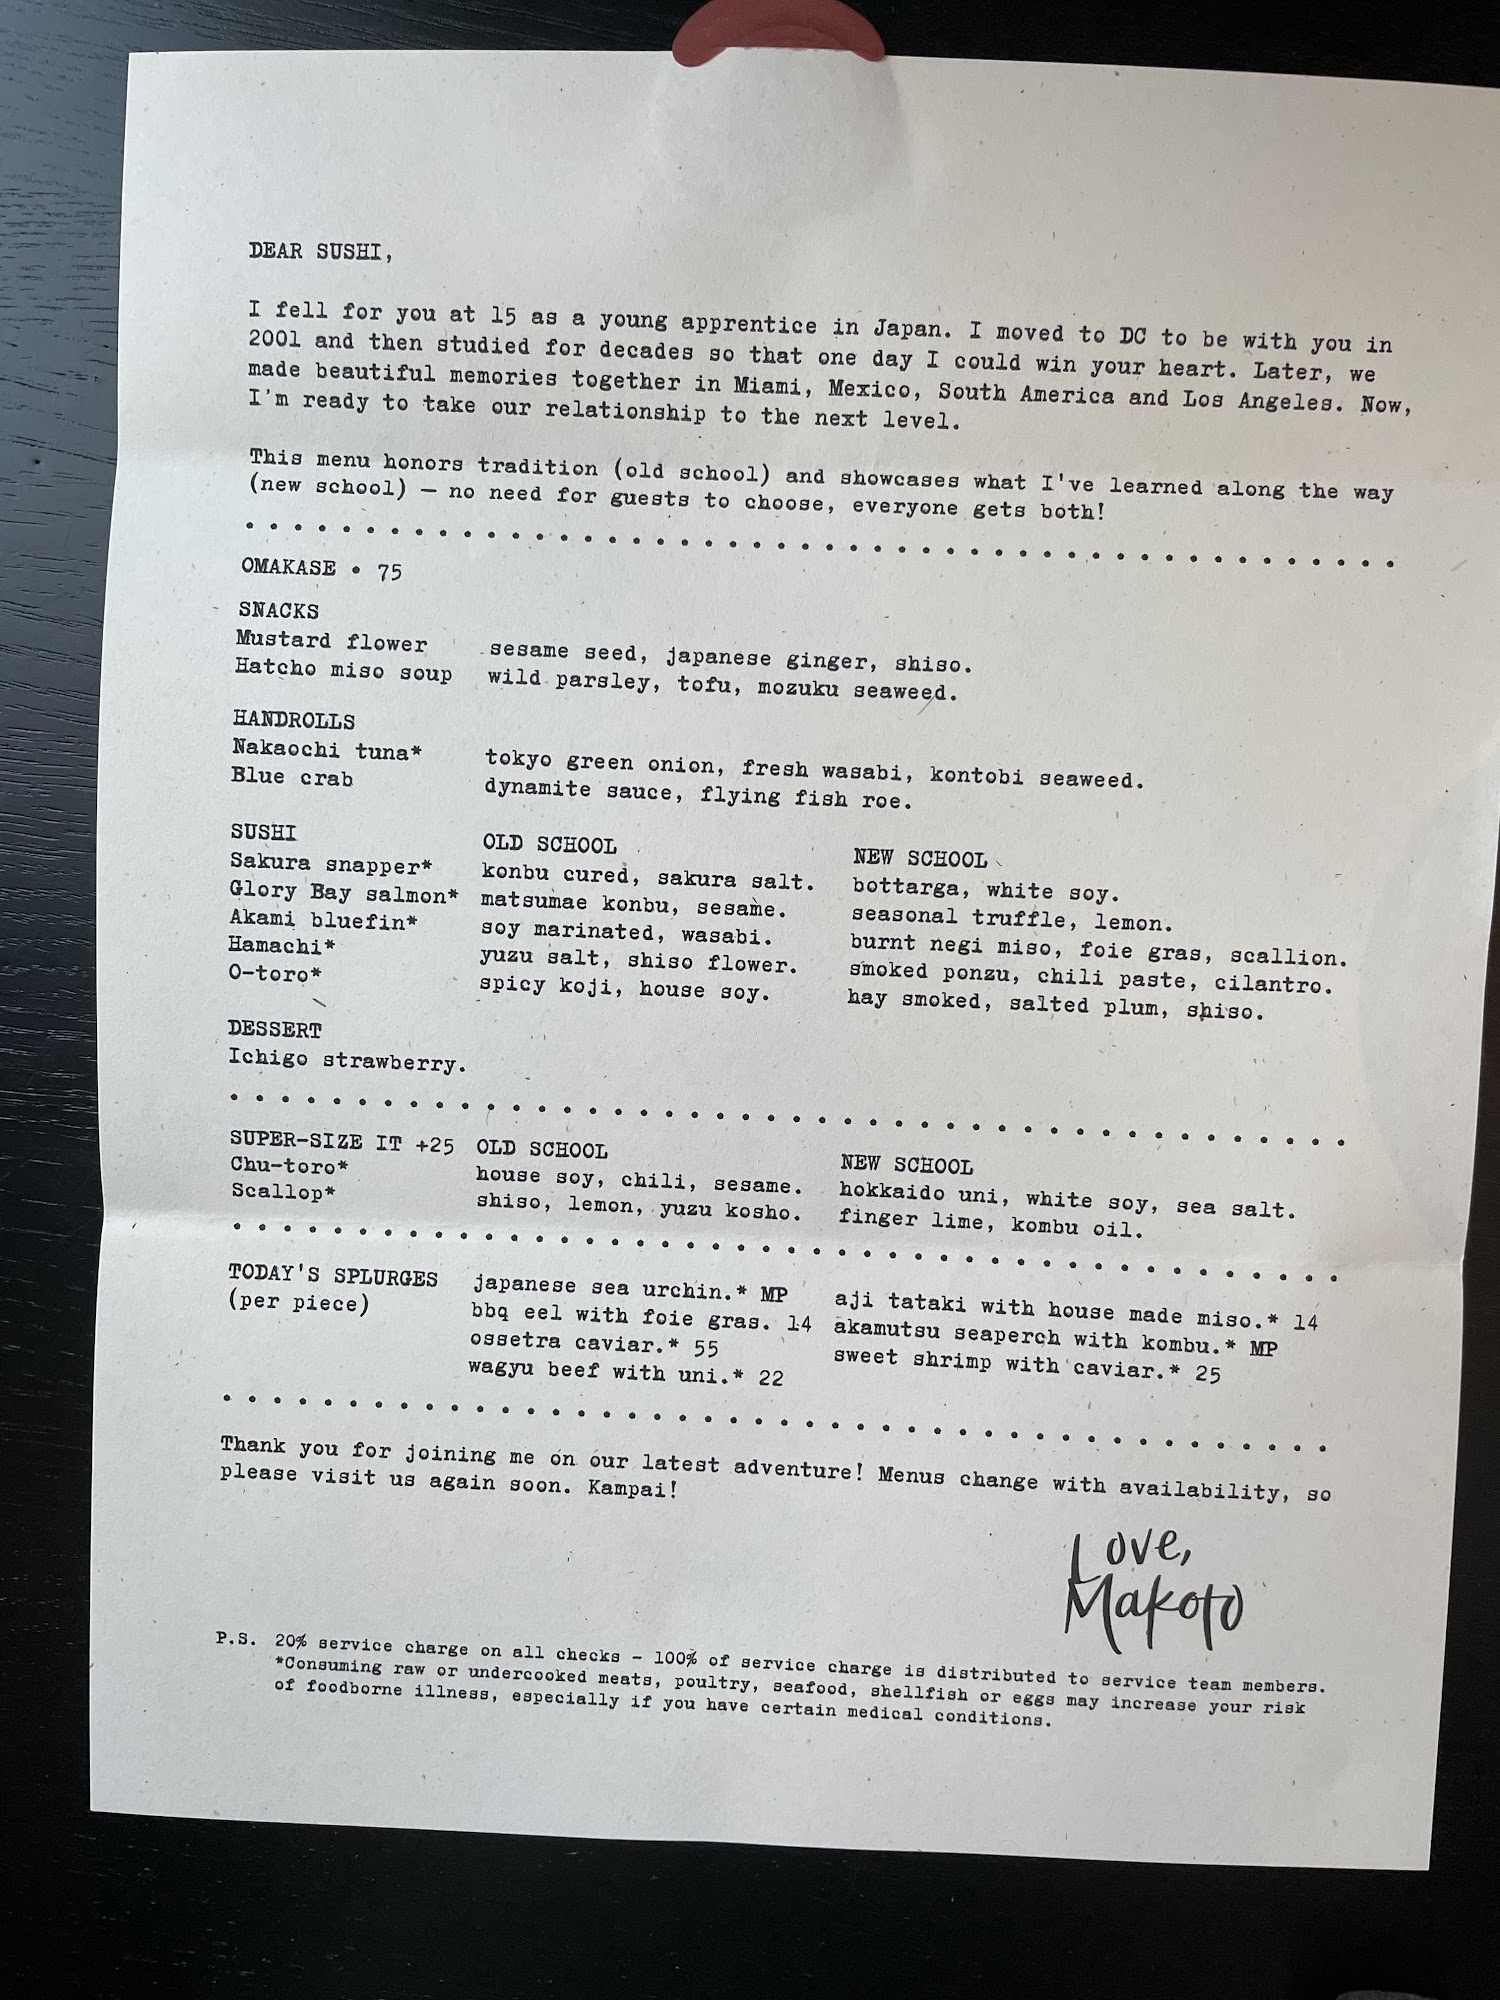 DEAR SUSHI,
I fell for you at 15 as a young apprentice in Japan. I moved to DC to be with you in
2001 and then studied for decades so that one day I could win your heart. Later, we
made beautiful memories together in Miami, Mexico, South America and Los Angeles. Now,
I'm ready to take our relationship to the next level.
This menu honors tradition (old school) and showcases what I've learned along the way
(new school) — no need for guests to choose, everyone gets both!
OMAKASE • 75
SNACKS
Mustard flower sesame seed, japanese ginger, shiso.
Hatcho miso soup wild parsley, tofu, mozuku seaweed.
HANDROLLS
Nakaochi tuna* tokyo green onion, fresh wasabi, kontobi seaweed.
Blue crab dynamite sauce, flying fish roe.
SUSHI OLD SCHOOL NEW SCHOOL
Sakura snapper* konbu cured, sakura salt. bottarga, white soy.
Glory Bay salmon* matsumae konbu, sesame. seasonal truffle, lemon.
Akami bluefin* soy marinated, wasabi. burnt negi miso, foie gras, scallion.
Hamachi* yuzu salt, shiso flower. smoked ponzu, chili paste, cilantro.
O-toro* spicy koji, house soy. hay smoked, salted plum, shiso.
DESSERT
Ichigo strawberry.
SUPER-SIZE IT +25 OLD SCHOOL NEW SCHOOL
Chu-toro* house soy, chili, sesame. hokkaido uni, white soy, sea salt.
Scallop* shiso, lemon, yuzu kosho. finger lime, kombu oil.
TODAY'S SPLURGES japanese sea urchin.* MP aji tataki with house made miso.* 14
(per piece) bbq eel with foie gras. 14 akamutsu seaperch with kombu.* MP
ossetra caviar.* 55 sweet shrimp with caviar.* 25
wagyu beef with uni.* 22
Thank you for joining me on our latest adventure! Menus change with availability, so
please visit us again soon. Kampai!
Love,
Makoto
P.S. 20% service charge on all checks - 100% of service charge is distributed to service team members.
*Consuming raw or undercooked meats, poultry, seafood, shellfish or eggs may increase your risk
of foodborne illness, especially if you have certain medical conditions.